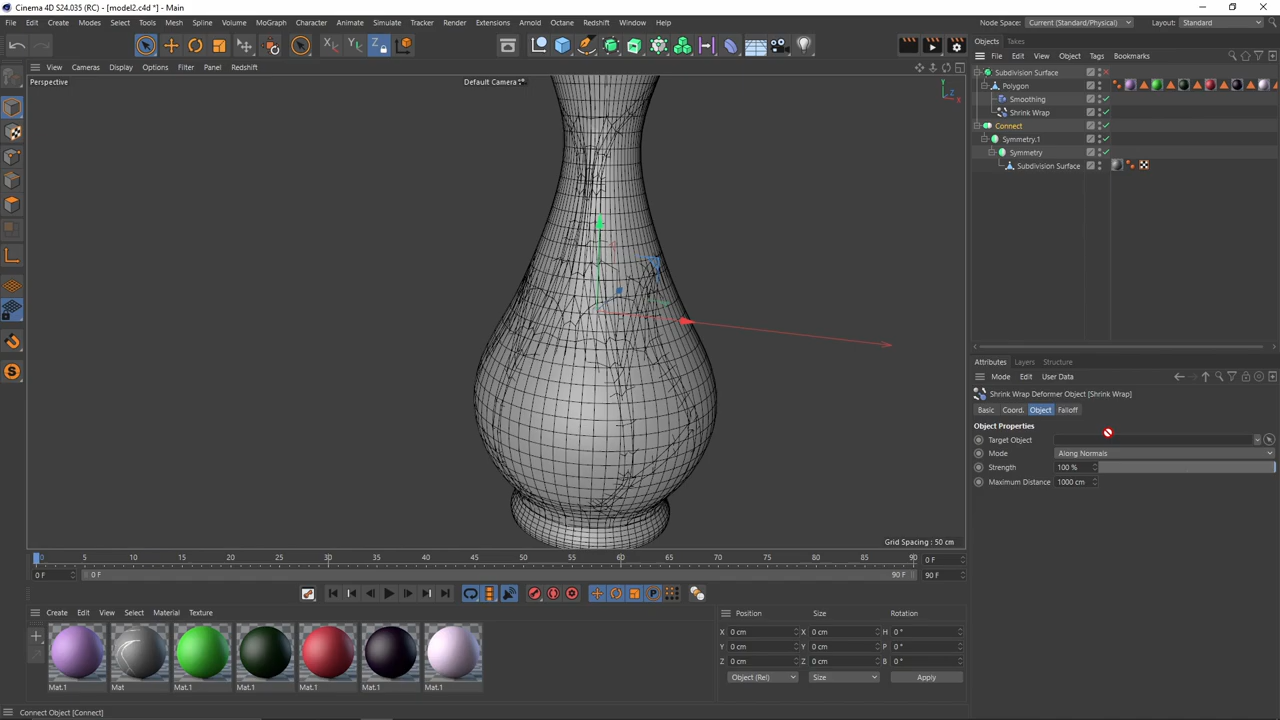 Cinema 4D S24.035 (RC) - [model2.c4d *] - Main
File Edit Create Modes Select Tools Mesh Spline Volume MoGraph Character Animate Simulate Tracker Render Extensions Arnold Octane Redshift Window Help Node Space: Current (Standard/Physical) Layout: Standard
X Y Z
Objects Takes
View Cameras Display Options Filter Panel Redshift
File Edit View Object Tags Bookmarks
Perspective Default Camera
Subdivision Surface
Polygon
Smoothing
Shrink Wrap
Connect
Symmetry.1
Symmetry
Subdivision Surface
Y
Z
X
Attributes Layers Structure
Mode Edit User Data
Shrink Wrap Deformer Object [Shrink Wrap]
Basic Coord. Object Falloff
Object Properties
Target Object
Mode Along Normals
Strength 100 %
Maximum Distance 1000 cm
Grid Spacing : 50 cm
0 5 10 15 20 25 30 35 40 45 50 55 60 65 70 75 80 85 90 0 F
0 F 0 F 90 F 90 F
P
Create Edit View Select Material Texture
Position Size Rotation
X 0 cm X 0 cm H 0 °
Y 0 cm Y 0 cm P 0 °
Z 0 cm Z 0 cm B 0 °
Object (Rel) Size Apply
Mat.1 Mat Mat.1 Mat.1 Mat.1 Mat.1 Mat.1
Connect Object [Connect]